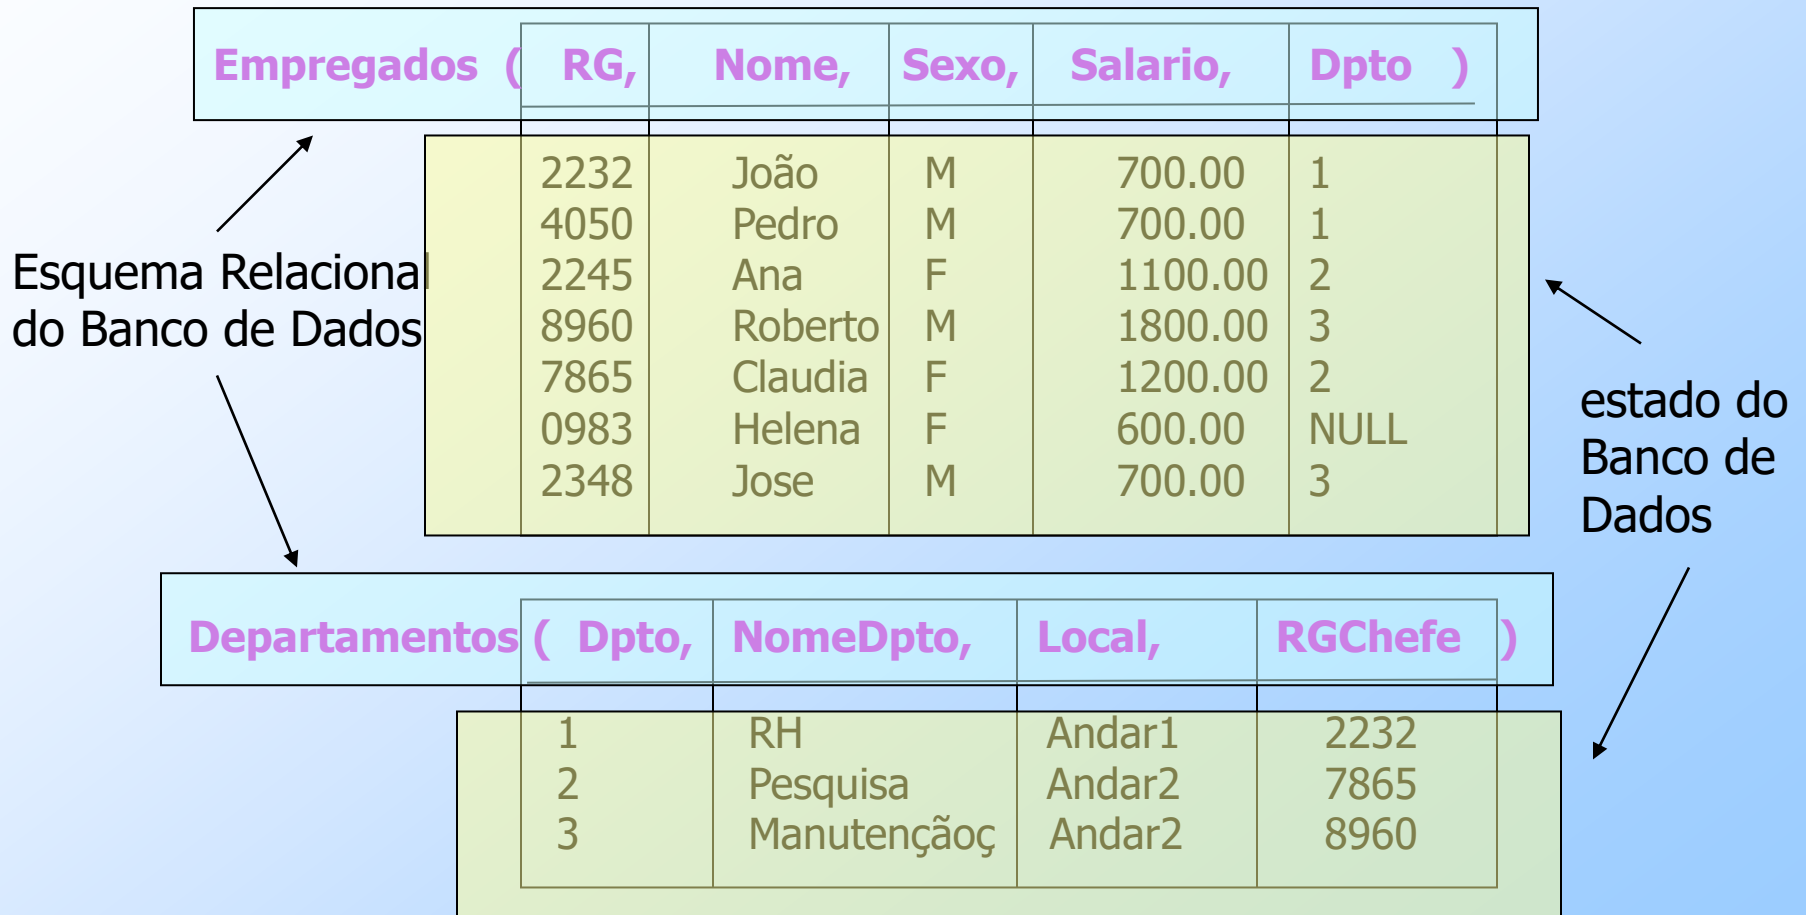 Empregados ( RG, Nome, Sexo, Salario, Dpto )
2232 João M 700.00 1
4050 Pedro M 700.00 1
2245 Ana F 1100.00 2
8960 Roberto M 1800.00 3
7865 Claudia F 1200.00 2
0983 Helena F 600.00 NULL
2348 Jose M 700.00 3
Esquema Relacional
do Banco de Dados
estado do
Banco de
Dados
Departamentos ( Dpto, NomeDpto, Local, RGChefe )
1 RH Andar1 2232
2 Pesquisa Andar2 7865
3 Manutençãoç Andar2 8960